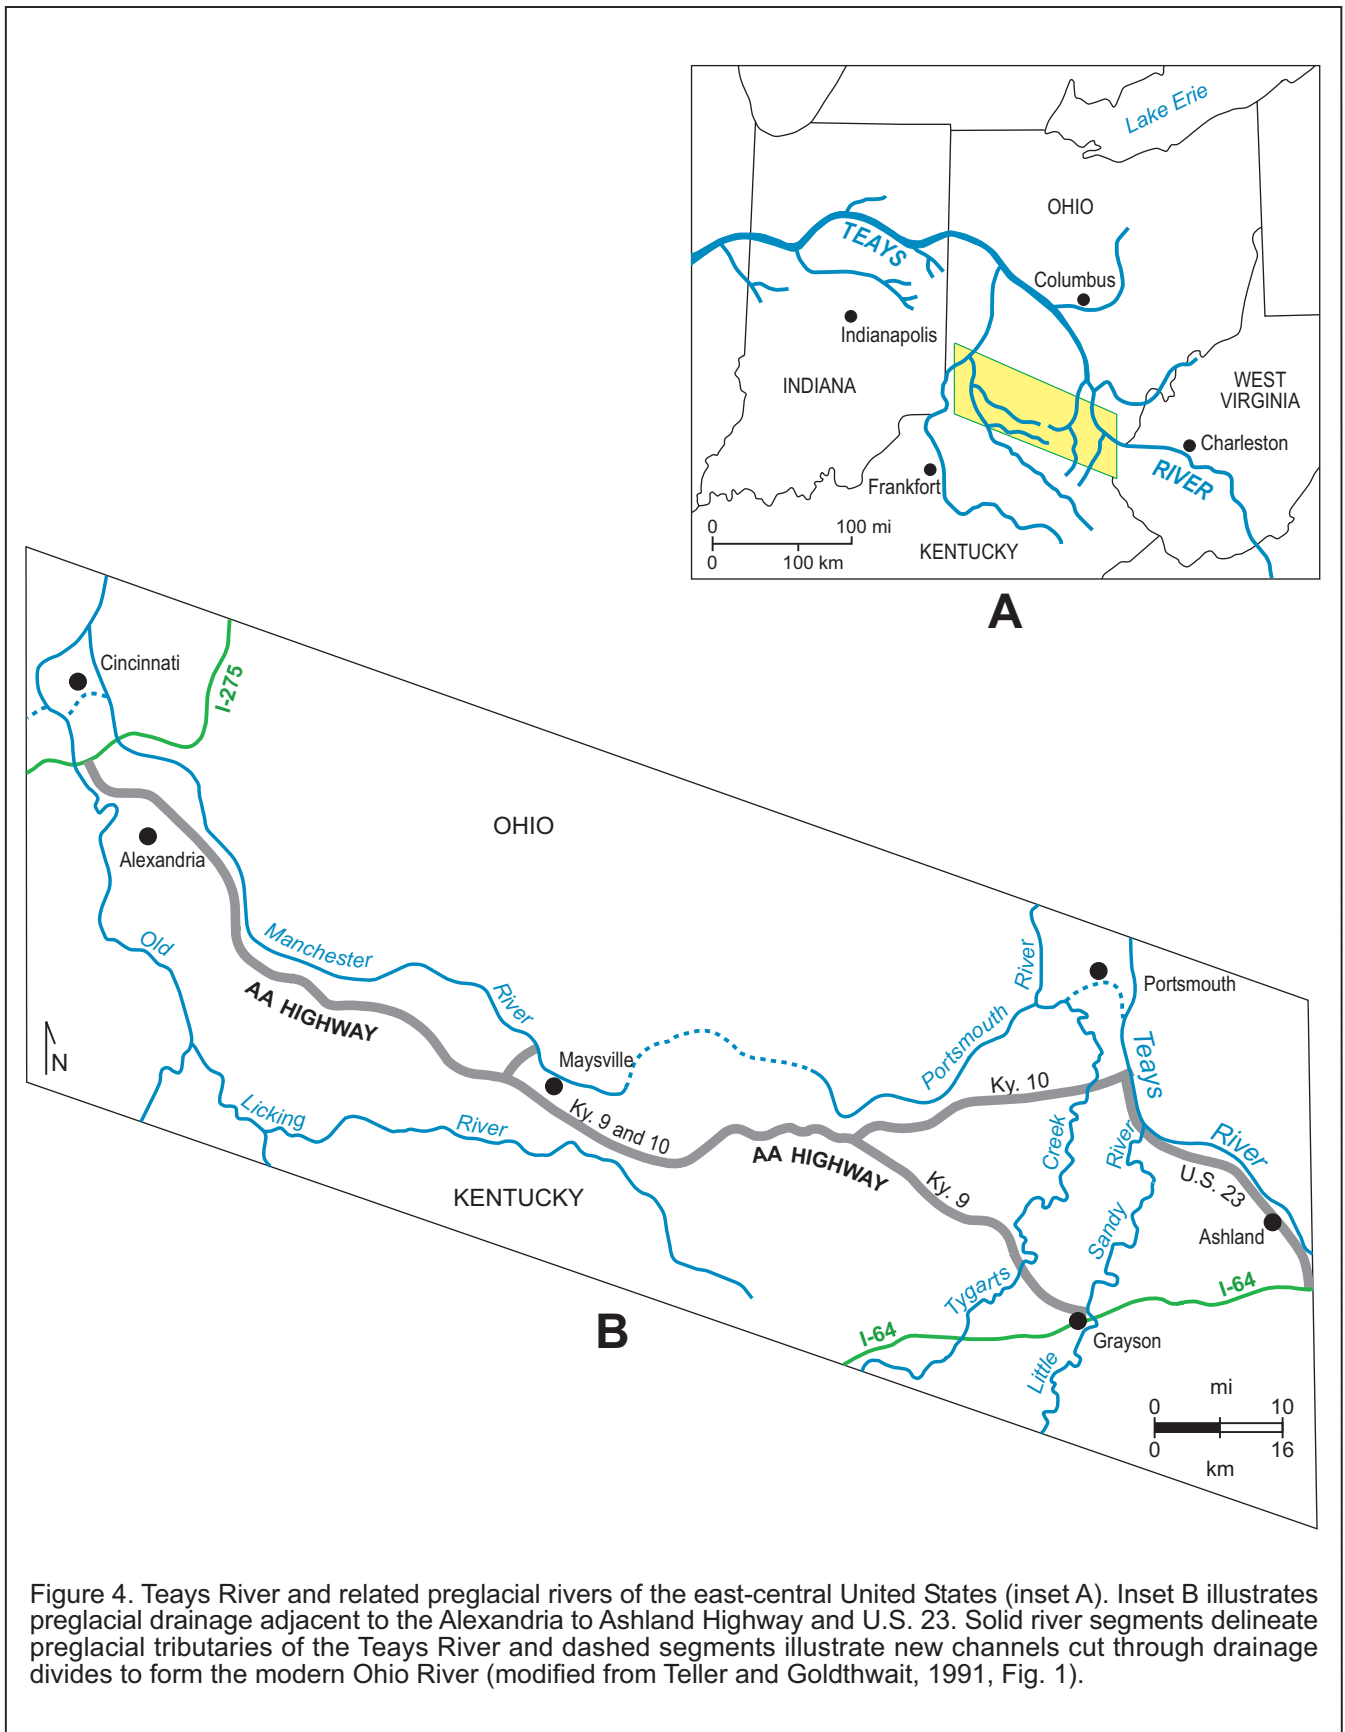 Lake Erie
OHIO
TEAYS
Columbus
Indianapolis
INDIANA
WEST
VIRGINIA
Charleston
RIVER
Frankfort
0 100 mi
0 100 km
KENTUCKY
A
Cincinnati
I-275
OHIO
Alexandria
Old
Manchester
River
AA HIGHWAY
N
Maysville
Licking
River
Ky. 9 and 10
KENTUCKY
AA HIGHWAY
Portsmouth
River
Portsmouth
Teays
River
Ky. 10
Ky. 9
Tygarts
Creek
Little
Sandy
River
U.S. 23
Ashland
I-64
I-64
Grayson
B
mi
0 10
0 16
km
Figure 4. Teays River and related preglacial rivers of the east-central United States (inset A). Inset B illustrates
preglacial drainage adjacent to the Alexandria to Ashland Highway and U.S. 23. Solid river segments delineate
preglacial tributaries of the Teays River and dashed segments illustrate new channels cut through drainage
divides to form the modern Ohio River (modified from Teller and Goldthwait, 1991, Fig. 1).